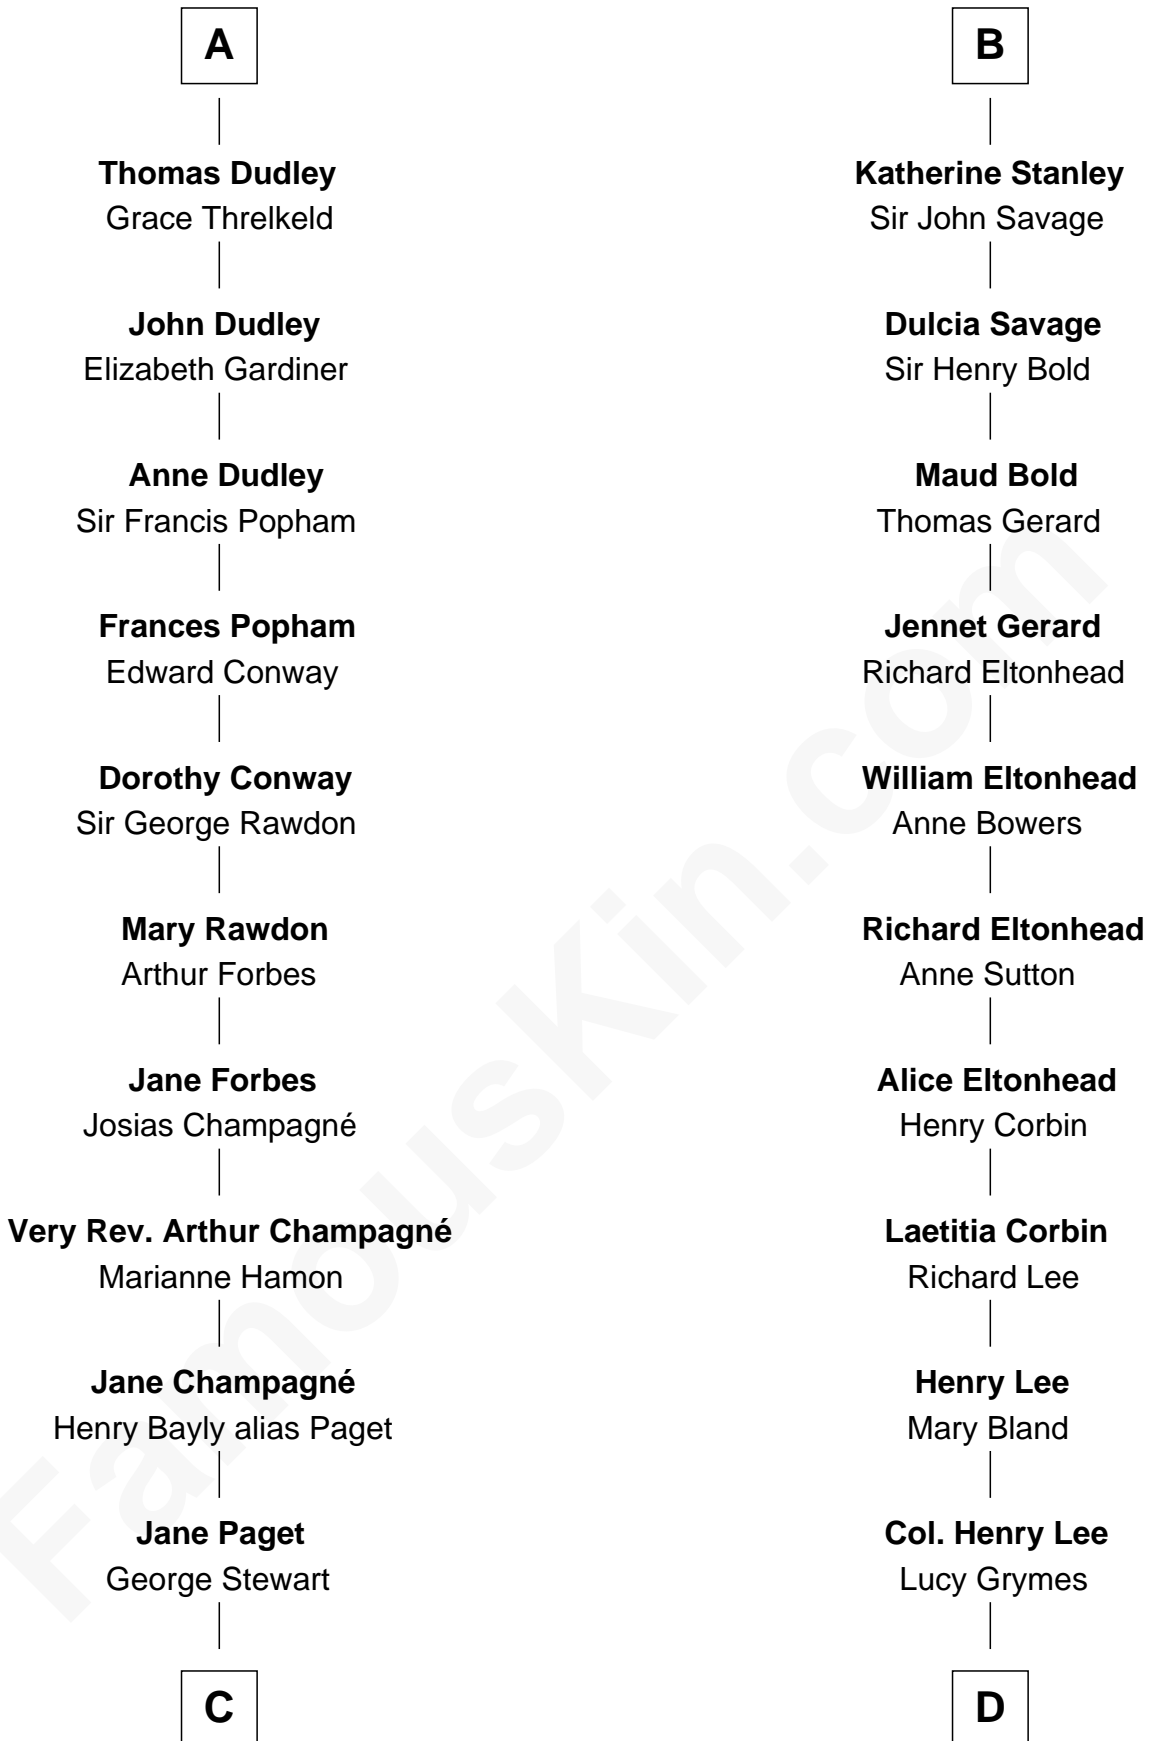 A
Thomas Dudley
Grace Threlkeld
John Dudley
Elizabeth Gardiner
Anne Dudley
Sir Francis Popham
Frances Popham
Edward Conway
Dorothy Conway
Sir George Rawdon
Mary Rawdon
Arthur Forbes
Jane Forbes
Josias Champagné
Very Rev. Arthur Champagné
Marianne Hamon
Jane Champagné
Henry Bayly alias Paget
Jane Paget
George Stewart
C
B
Katherine Stanley
Sir John Savage
Dulcia Savage
Sir Henry Bold
Maud Bold
Thomas Gerard
Jennet Gerard
Richard Eltonhead
William Eltonhead
Anne Bowers
Richard Eltonhead
Anne Sutton
Alice Eltonhead
Henry Corbin
Laetitia Corbin
Richard Lee
Henry Lee
Mary Bland
Col. Henry Lee
Lucy Grymes
D
FamousKin.com